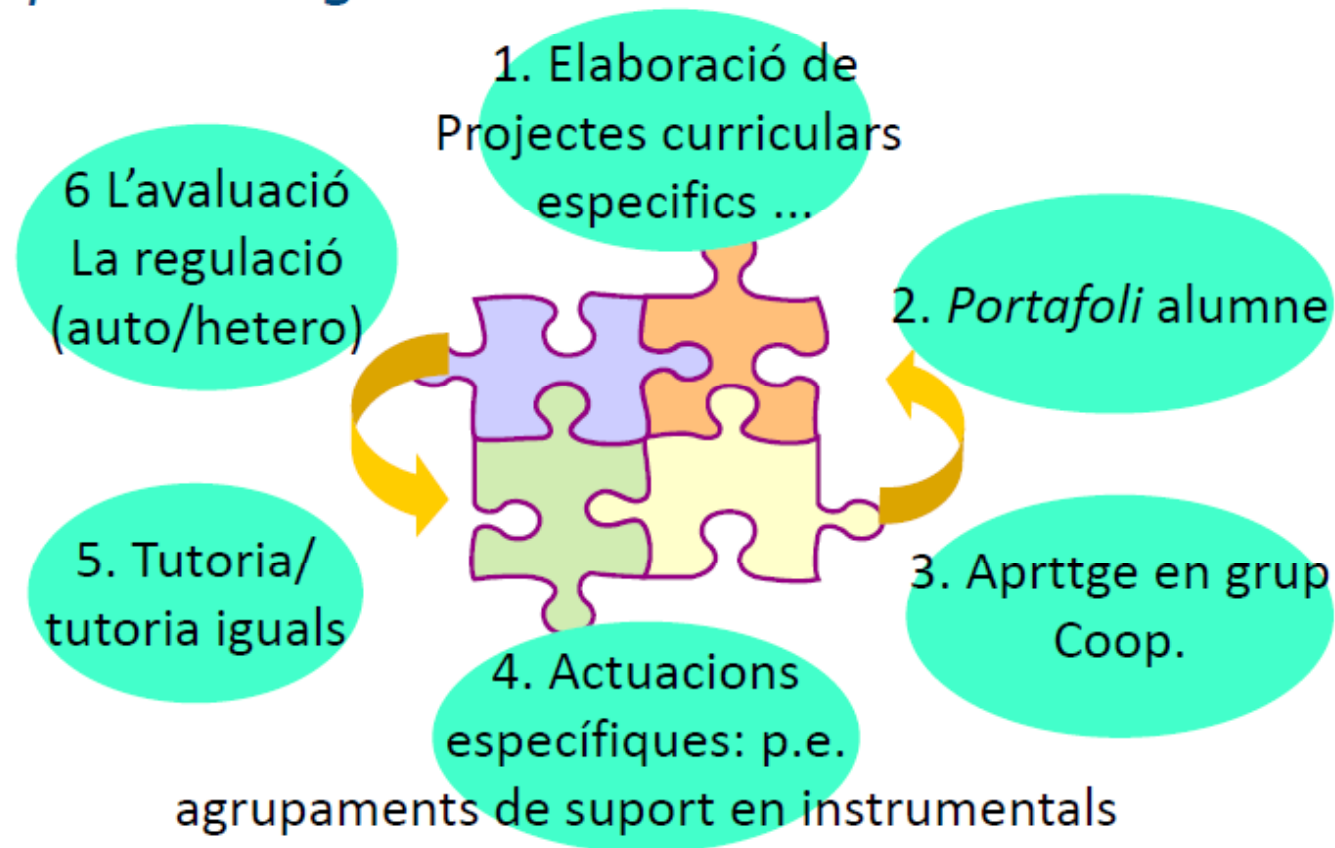 1. Elaboració de
Projectes curriculars
especifics ...
2. Portafoli alumne
3. Aprttge en grup
Coop.
4. Actuacions
específiques: p.e.
agrupaments de suport en instrumentals
5. Tutoria/
tutoria iguals
6 L’avaluació
La regulació
(auto/hetero)